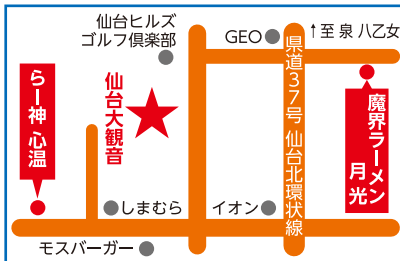 仙台ヒルズ
ゴルフ倶楽部
GEO
↑至 泉 八乙女
県道37号 仙台北環状線
らー神 心温
仙台大観音
魔界ラーメン
月光
しまむら
イオン
モスバーガー